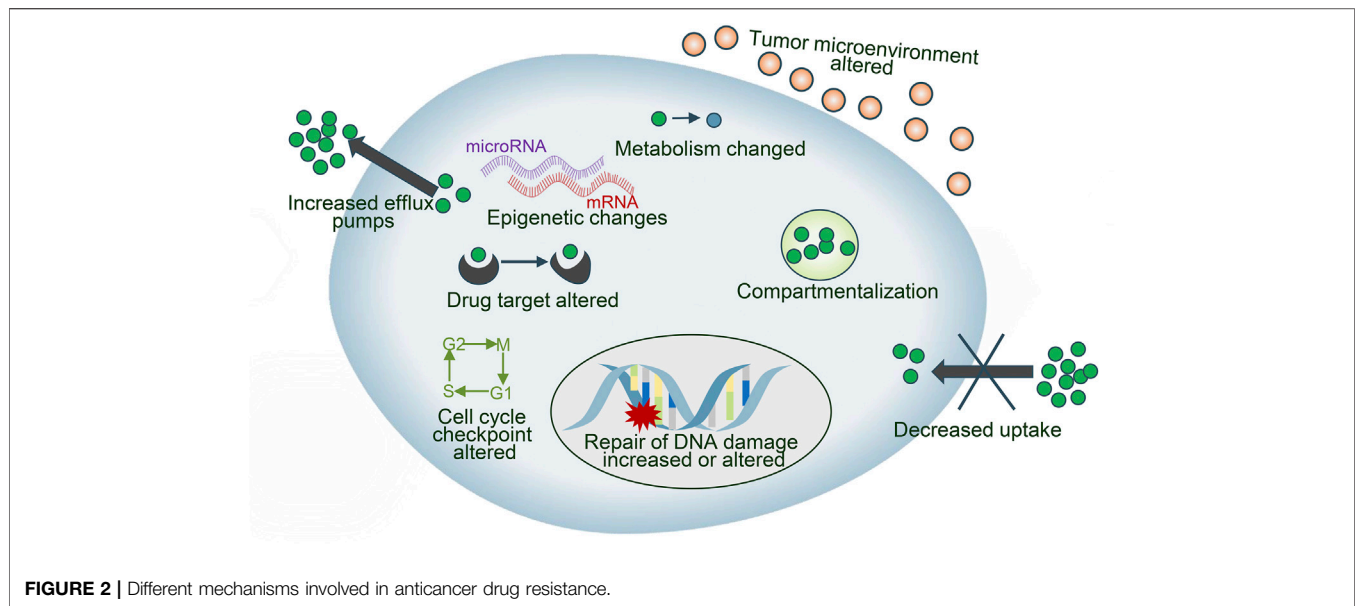 Tumor microenvironment
altered
Metabolism changed
microRNA
mRNA
Epigenetic changes
Increased efflux
pumps
Drug target altered
Compartmentalization
G2
M
S
G1
Cell cycle
checkpoint
altered
Repair of DNA damage
increased or altered
Decreased uptake
FIGURE 2 | Different mechanisms involved in anticancer drug resistance.